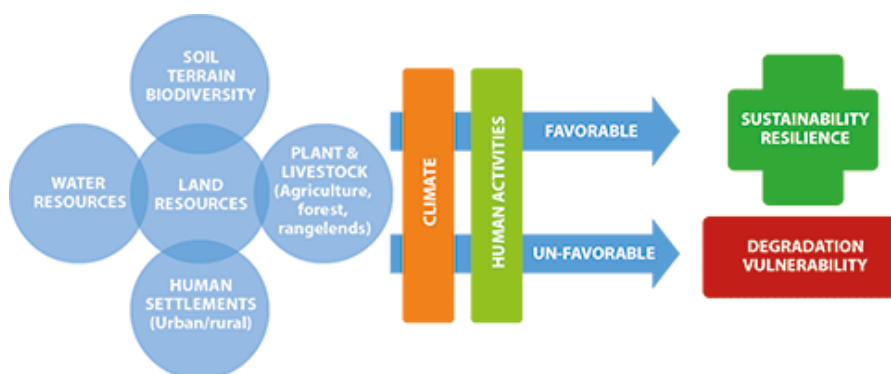 SOIL
TERRAIN
BIODIVERSITY
WATER
RESOURCES
LAND
RESOURCES
PLANT &
LIVESTOCK
(Agriculture,
forest,
rangelends)
HUMAN
SETTLEMENTS
(Urban/rural)
CLIMATE
HUMAN ACTIVITIES
FAVORABLE
UN-FAVORABLE
SUSTAINABILITY
RESILIENCE
DEGRADATION
VULNERABILITY